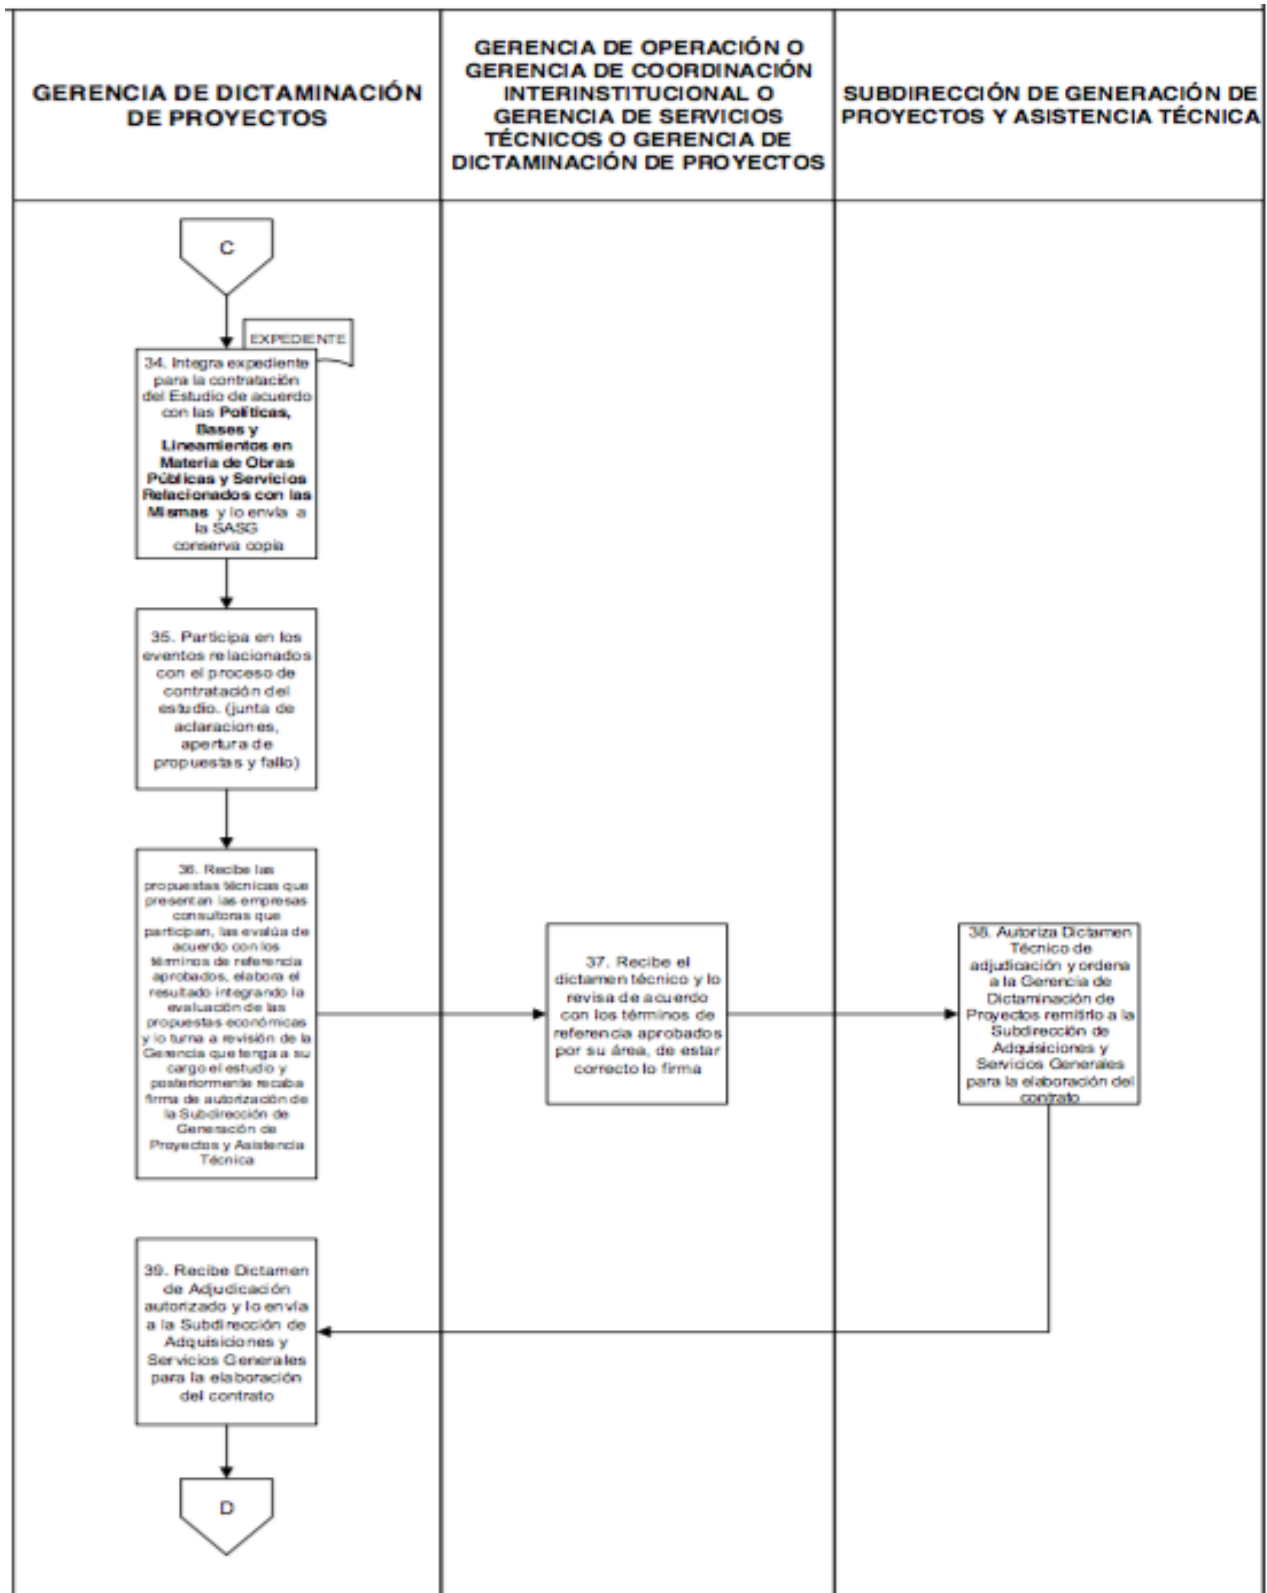 GERENCIA DE DICTAMINACIÓN
DE PROYECTOS
GERENCIA DE OPERACIÓN O
GERENCIA DE COORDINACIÓN
INTERINSTITUCIONAL O
GERENCIA DE SERVICIOS
TÉCNICOS O GERENCIA DE
DICTAMINACIÓN DE PROYECTOS
SUBDIRECCIÓN DE GENERACIÓN DE
PROYECTOS Y ASISTENCIA TÉCNICA
C
EXPEDIENTE
34. Integra expediente
para la contratación
del Estudio de acuerdo
con las Políticas,
Bases y
Lineamientos en
Materia de Obras
Públicas y Servicios
Relacionados con las
Mismas y lo envía a
la SASG
conserva copia
35. Participa en los
eventos relacionados
con el proceso de
contratación del
estudio. (junta de
aclaraciones,
apertura de
propuestas y fallo)
36. Recibe las
propuestas técnicas que
presentan las empresas
consultoras que
participan, las evalúa de
acuerdo con los
términos de referencia
aprobados, elabora el
resultado integrando la
evaluación de las
propuestas económicas
y lo turna a revisión de la
Gerencia que tenga a su
cargo el estudio y
posteriormente recaba
firma de autorización de
la Subdirección de
Generación de
Proyectos y Asistencia
Técnica
37. Recibe el
dictamen técnico y lo
revisa de acuerdo
con los términos de
referencia aprobados
por su área, de estar
correcto lo firma
38. Autoriza Dictamen
Técnico de
adjudicación y ordena
a la Gerencia de
Dictaminación de
Proyectos remitirlo a la
Subdirección de
Adquisiciones y
Servicios Generales
para la elaboración del
contrato
39. Recibe Dictamen
de Adjudicación
autorizado y lo envía
a la Subdirección de
Adquisiciones y
Servicios Generales
para la elaboración
del contrato
D